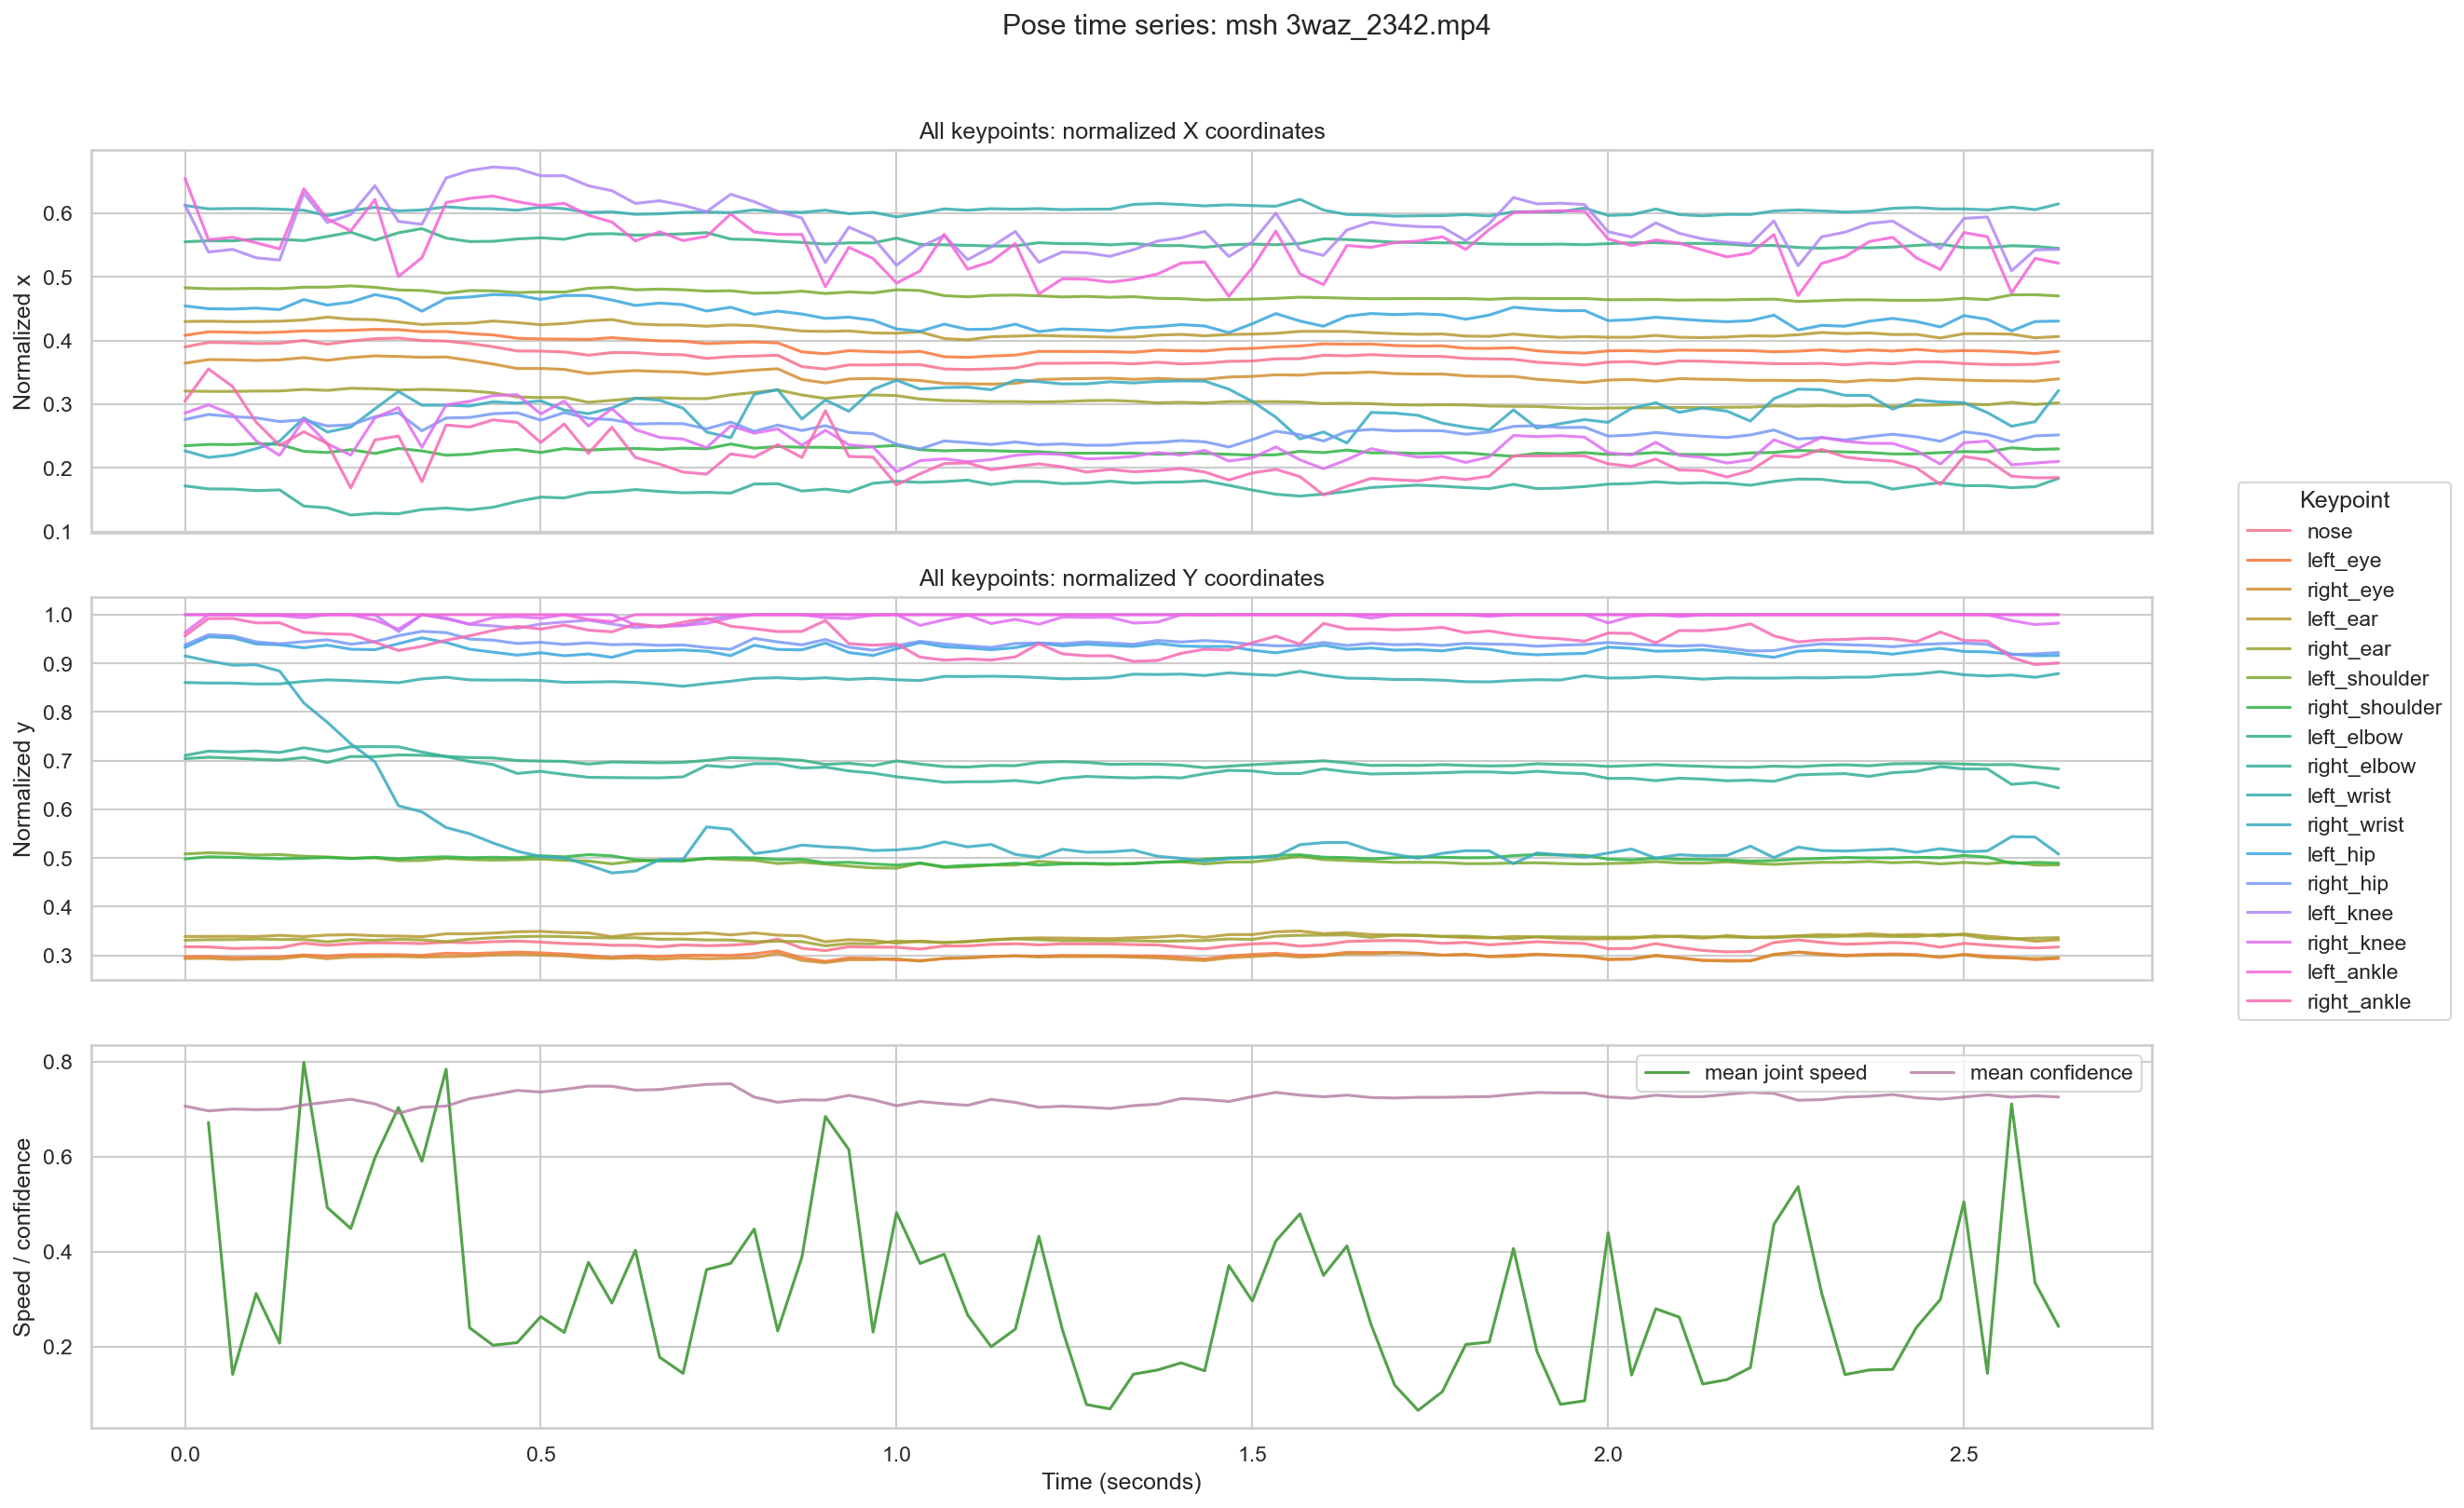 Pose time series: msh 3waz_2342.mp4
All keypoints: normalized X coordinates
Normalized x
0.6
0.5
0.4
0.3
0.2
0.1
All keypoints: normalized Y coordinates
Normalized y
1.0
0.9
0.8
0.7
0.6
0.5
0.4
0.3
Keypoint
nose
left_eye
right_eye
left_ear
right_ear
left_shoulder
right_shoulder
left_elbow
right_elbow
left_wrist
right_wrist
left_hip
right_hip
left_knee
right_knee
left_ankle
right_ankle
Speed / confidence
0.8
0.6
0.4
0.2
mean joint speed mean confidence
0.0 0.5 1.0 1.5 2.0 2.5
Time (seconds)